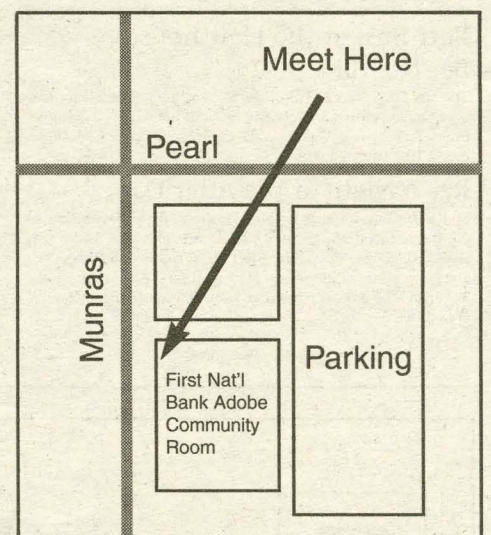 Meet Here
Pearl
Munras
Parking
First Nat'l
Bank Adobe
Community
Room